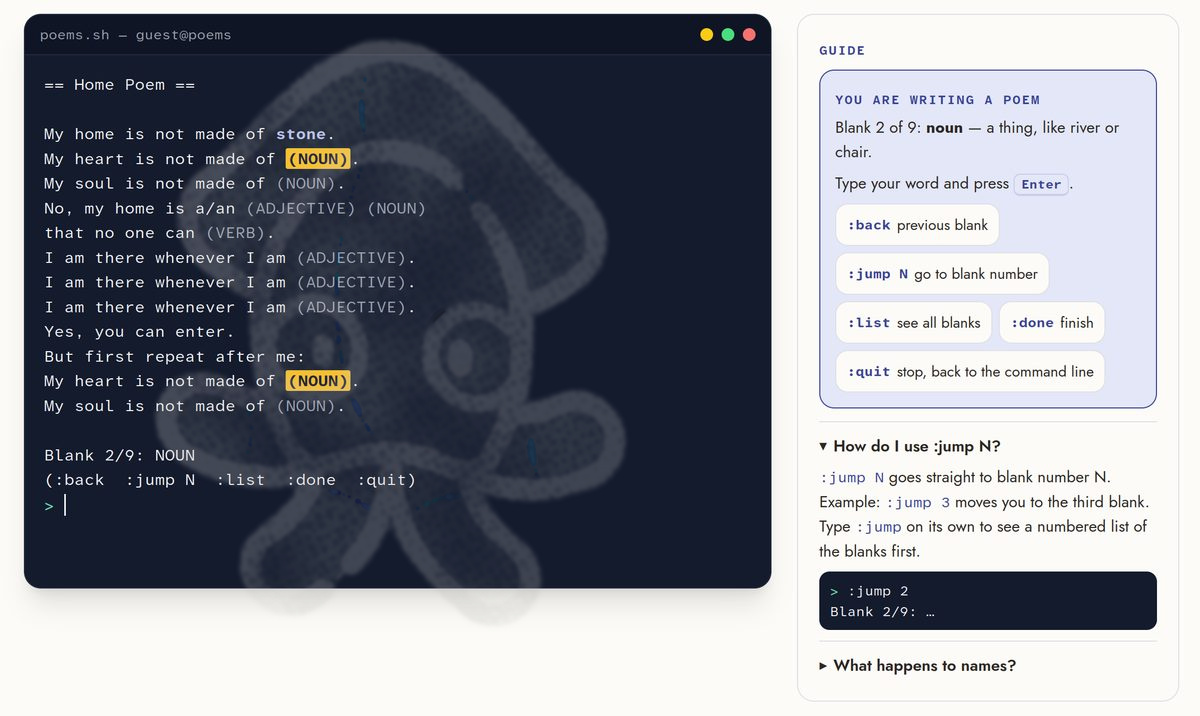 poems.sh — guest@poems
== Home Poem ==
My home is not made of stone.
My heart is not made of (NOUN).
My soul is not made of (NOUN).
No, my home is a/an (ADJECTIVE) (NOUN)
that no one can (VERB).
I am there whenever I am (ADJECTIVE).
I am there whenever I am (ADJECTIVE).
I am there whenever I am (ADJECTIVE).
Yes, you can enter.
But first repeat after me:
My heart is not made of (NOUN).
My soul is not made of (NOUN).
Blank 2/9: NOUN
(:back  :jump N  :list  :done  :quit)
>
GUIDE
YOU ARE WRITING A POEM
Blank 2 of 9: noun — a thing, like river or
chair.
Type your word and press Enter.
:back previous blank
:jump N go to blank number
:list see all blanks :done finish
:quit stop, back to the command line
▾ How do I use :jump N?
:jump N goes straight to blank number N.
Example: :jump 3 moves you to the third blank.
Type :jump on its own to see a numbered list of
the blanks first.
> :jump 2
Blank 2/9: …
▸ What happens to names?